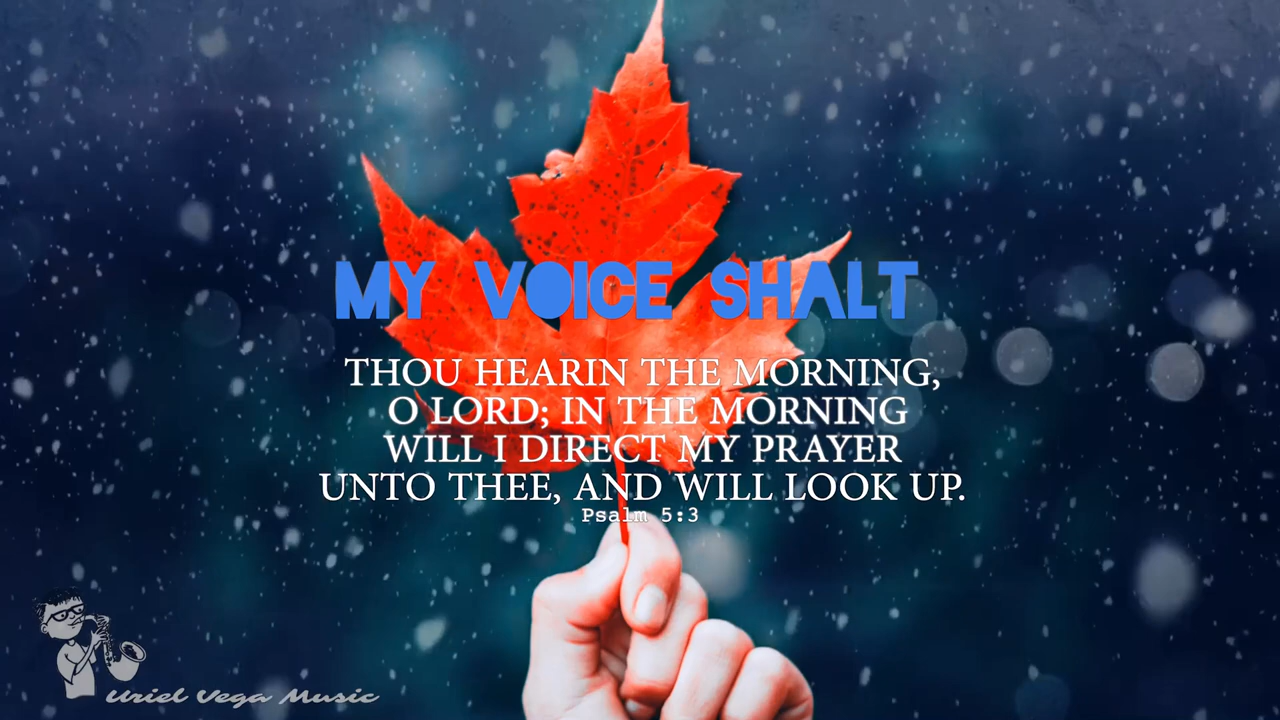 MY VOICE SHALT
THOU HEARIN THE MORNING,
O LORD; IN THE MORNING
WILL I DIRECT MY PRAYER
UNTO THEE, AND WILL LOOK UP.
Psalm 5:3
Uriel Vega Music